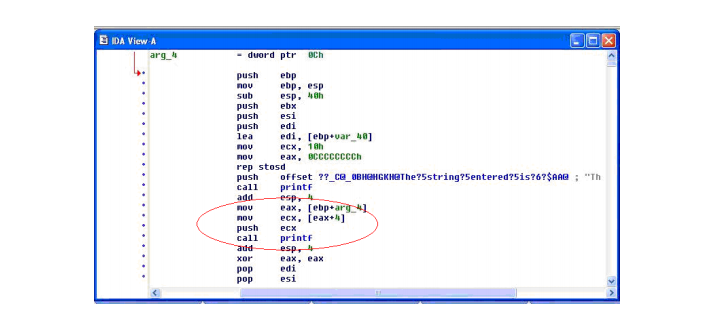 IDA View-A
arg_4 = dword ptr 0Ch
push ebp
mov ebp, esp
sub esp, 40h
push ebx
push esi
push edi
lea edi, [ebp+var_40]
mov ecx, 10h
mov eax, 0CCCCCCCCh
rep stosd
push offset ??_C@_0BH@HGKH@The?5string?5entered?5is?6?$AA@ ; "Th
call printf
add esp, 4
mov eax, [ebp+arg_4]
mov ecx, [eax+4]
push ecx
call printf
add esp, 4
xor eax, eax
pop edi
pop esi